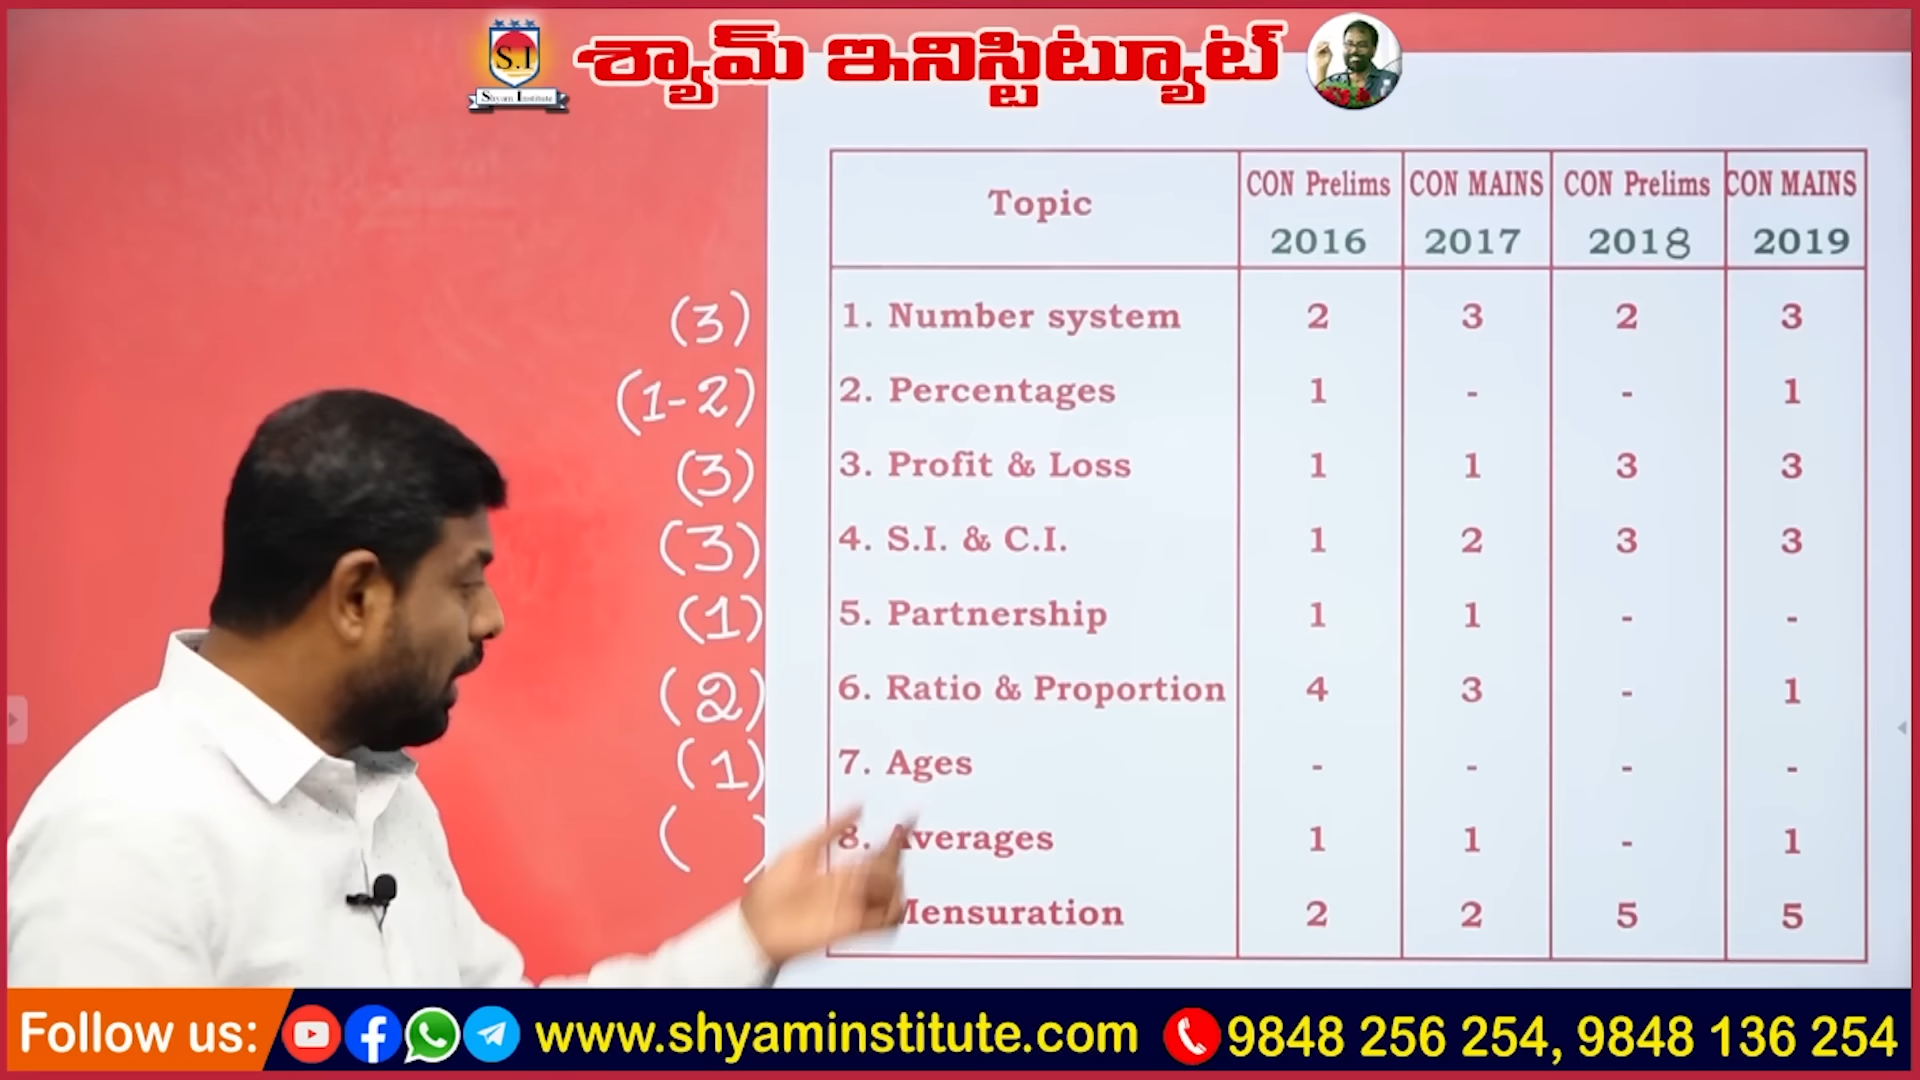 S.I
Shyam Institute
శ్యామ్ ఇనిస్టిట్యూట్
Topic CON Prelims 2016 CON MAINS 2017 CON Prelims 2018 CON MAINS 2019
(3) 1. Number system 2 3 2 3
(1-2) 2. Percentages 1 - - 1
(3) 3. Profit & Loss 1 1 3 3
(3) 4. S.I. & C.I. 1 2 3 3
(1) 5. Partnership 1 1 - -
(2) 6. Ratio & Proportion 4 3 - 1
(1) 7. Ages - - - -
( ) 8. Averages 1 1 - 1
Mensuration 2 2 5 5
Follow us: www.shyaminstitute.com 9848 256 254, 9848 136 254